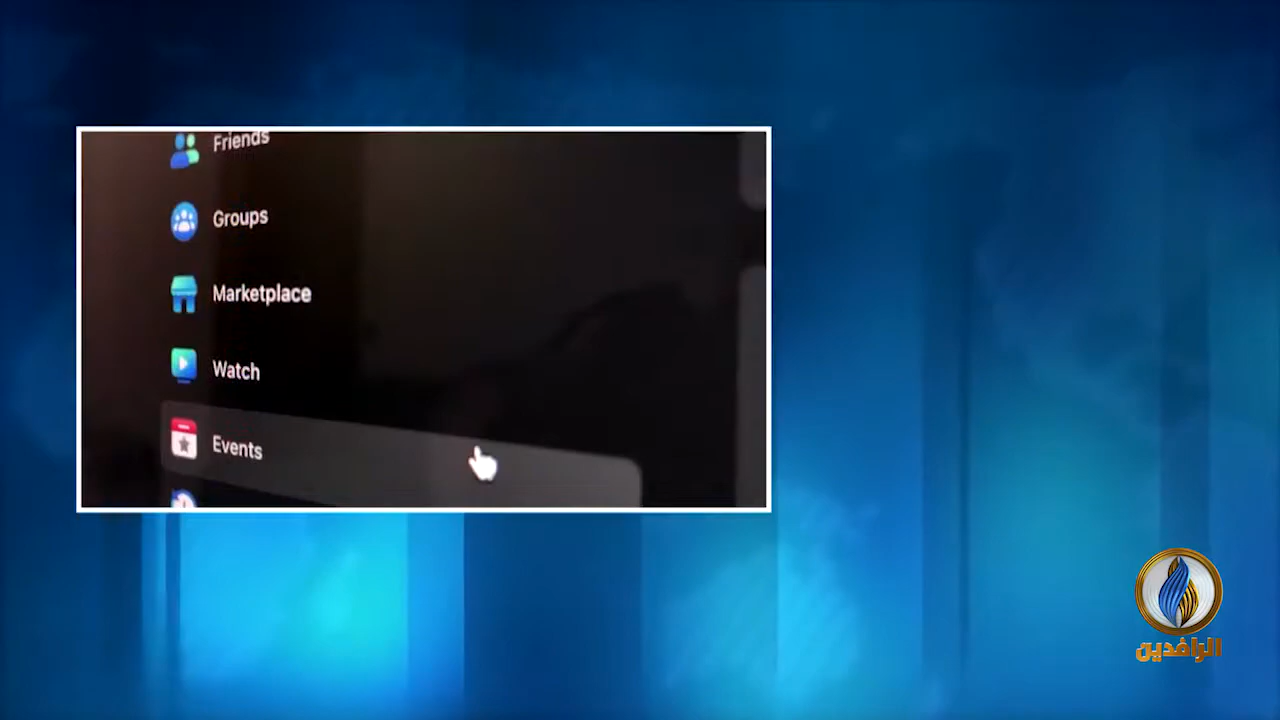 Friends
Groups
Marketplace
Watch
Events
الرافدين